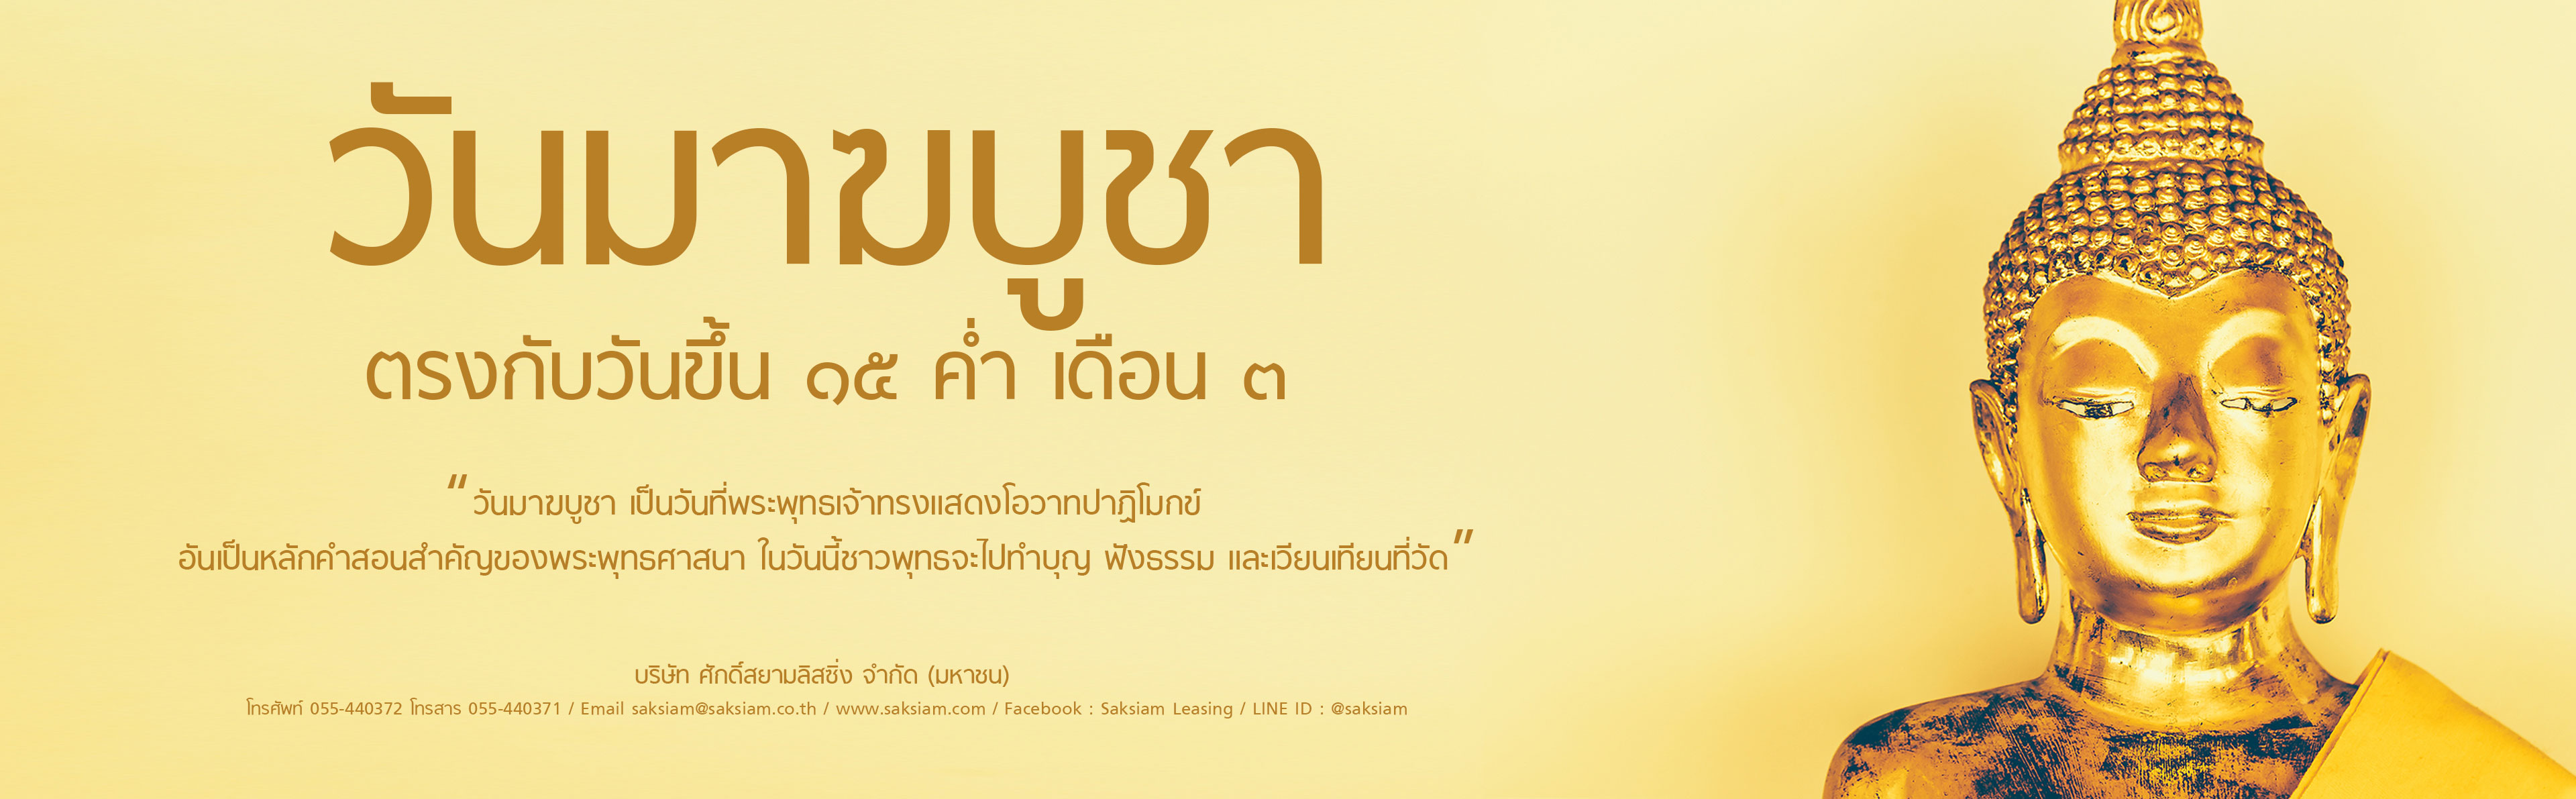 วันมาฆบูชา
ตรงกับวันขึ้น ๑๕ ค่ำ เดือน ๓
“วันมาฆบูชา เป็นวันที่พระพุทธเจ้าทรงแสดงโอวาทปาฏิโมกข์
อันเป็นหลักคำสอนสำคัญของพระพุทธศาสนา ในวันนี้ชาวพุทธจะไปทำบุญ ฟังธรรม และเวียนเทียนที่วัด”
บริษัท ศักดิ์สยามลิสซิ่ง จำกัด (มหาชน)
โทรศัพท์ 055-440372 โทรสาร 055-440371 / Email saksiam@saksiam.co.th / www.saksiam.com / Facebook : Saksiam Leasing / LINE ID : @saksiam